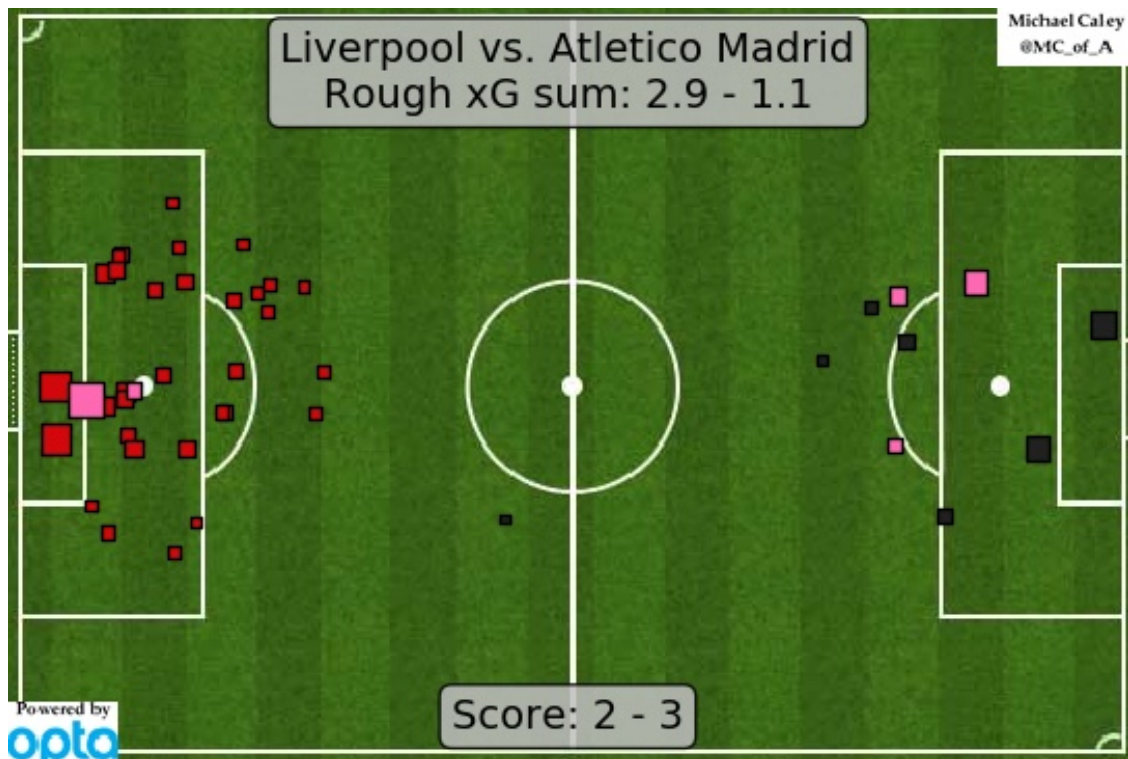 Liverpool vs. Atletico Madrid
Rough xG sum: 2.9 - 1.1
Michael Caley
@MC_of_A
Score: 2 - 3
Powered by
opta